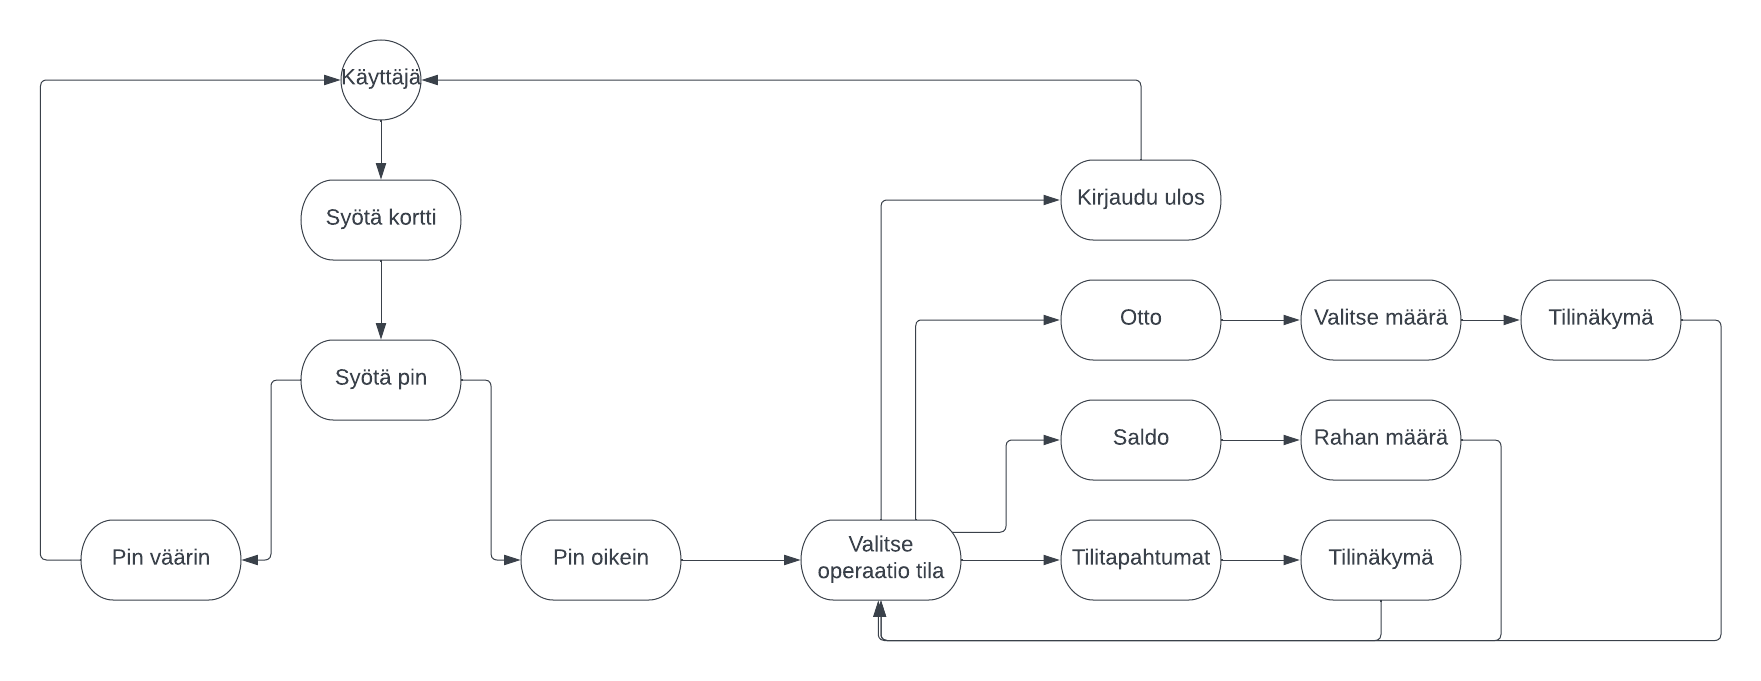 Käyttäjä
Syötä kortti
Kirjaudu ulos
Otto
Valitse määrä
Tilinäkymä
Syötä pin
Saldo
Rahan määrä
Pin väärin
Pin oikein
Valitse
operaatio tila
Tilitapahtumat
Tilinäkymä